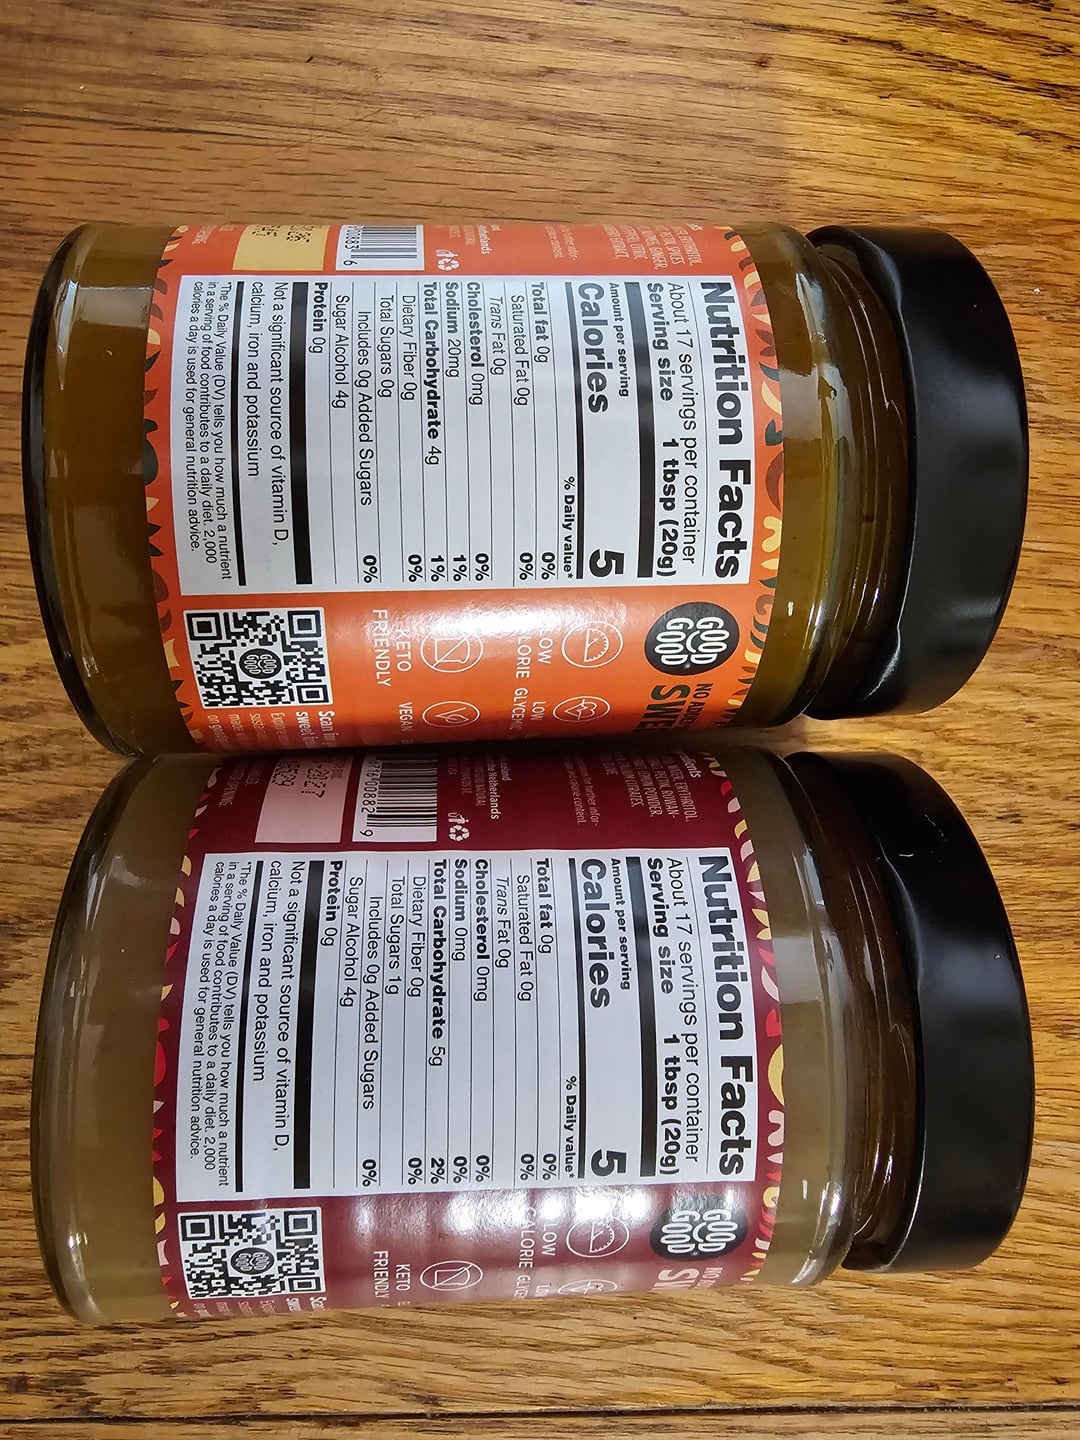 Nutrition Facts
About 17 servings per container
Serving size 1 tbsp (20g)
Amount per serving
Calories 5
% Daily value*
Total fat 0g 0%
Saturated Fat 0g 0%
Trans Fat 0g
Cholesterol 0mg 0%
Sodium 20mg 1%
Total Carbohydrate 4g 1%
Dietary Fiber 0g 0%
Total Sugars 0g
Includes 0g Added Sugars 0%
Sugar Alcohol 4g
Protein 0g
Not a significant source of vitamin D,
calcium, iron and potassium
*The % Daily Value (DV) tells you how much a nutrient
in a serving of food contributes to a daily diet. 2,000
calories a day is used for general nutrition advice.
GOOD
GOOD®
LOW
LOW
KETO
FRIENDLY
VEGAN
GOOD
GOOD
Nutrition Facts
About 17 servings per container
Serving size 1 tbsp (20g)
Amount per serving
Calories 5
% Daily value*
Total fat 0g 0%
Saturated Fat 0g 0%
Trans Fat 0g
Cholesterol 0mg 0%
Sodium 0mg 0%
Total Carbohydrate 5g 2%
Dietary Fiber 0g 0%
Total Sugars 1g
Includes 0g Added Sugars 0%
Sugar Alcohol 4g
Protein 0g
Not a significant source of vitamin D,
calcium, iron and potassium
*The % Daily Value (DV) tells you how much a nutrient
in a serving of food contributes to a daily diet. 2,000
calories a day is used for general nutrition advice.
GOOD
GOOD®
LOW
CALORIE
KETO
FRIENDLY
GOOD
GOOD